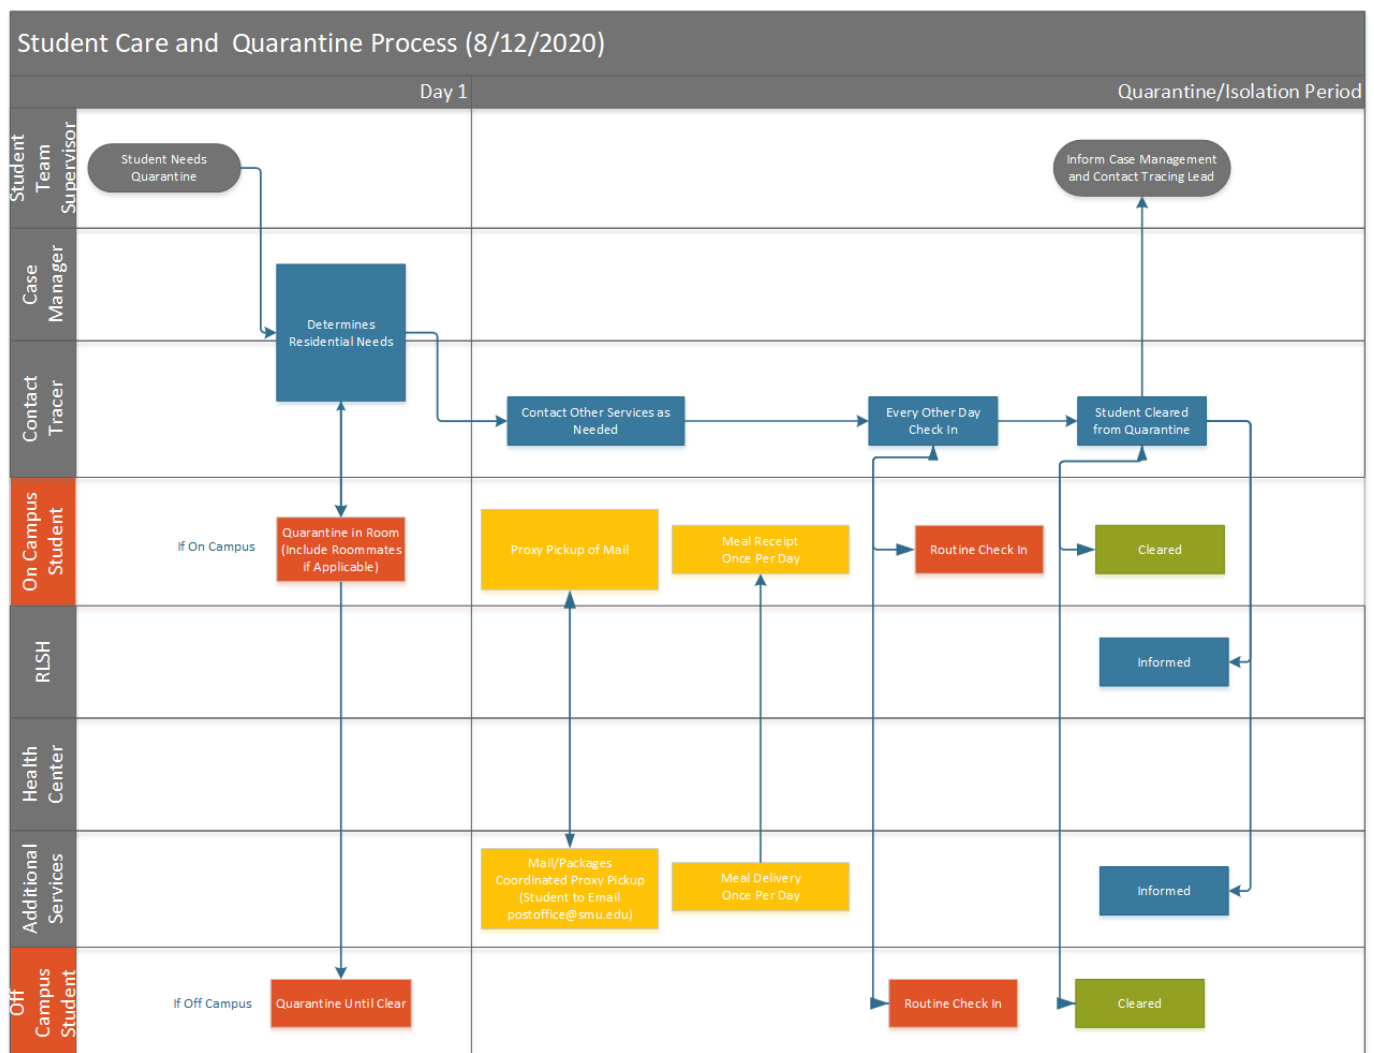 Student Care and  Quarantine Process (8/12/2020)
Day 1
Quarantine/Isolation Period
Student
Team
Supervisor
Student Needs
Quarantine
Inform Case Management
and Contact Tracing Lead
Case
Manager
Determines
Residential Needs
Contact
Tracer
Contact Other Services as
Needed
Every Other Day
Check In
Student Cleared
from Quarantine
On Campus
Student
If On Campus
Quarantine in Room
(Include Roommates
if Applicable)
Proxy Pickup of Mail
Meal Receipt
Once Per Day
Routine Check In
Cleared
RLSH
Informed
Health
Center
Additional
Services
Mail/Packages
Coordinated Proxy Pickup
(Student to Email
postoffice@smu.edu)
Meal Delivery
Once Per Day
Informed
Off
Campus
Student
If Off Campus
Quarantine Until Clear
Routine Check In
Cleared